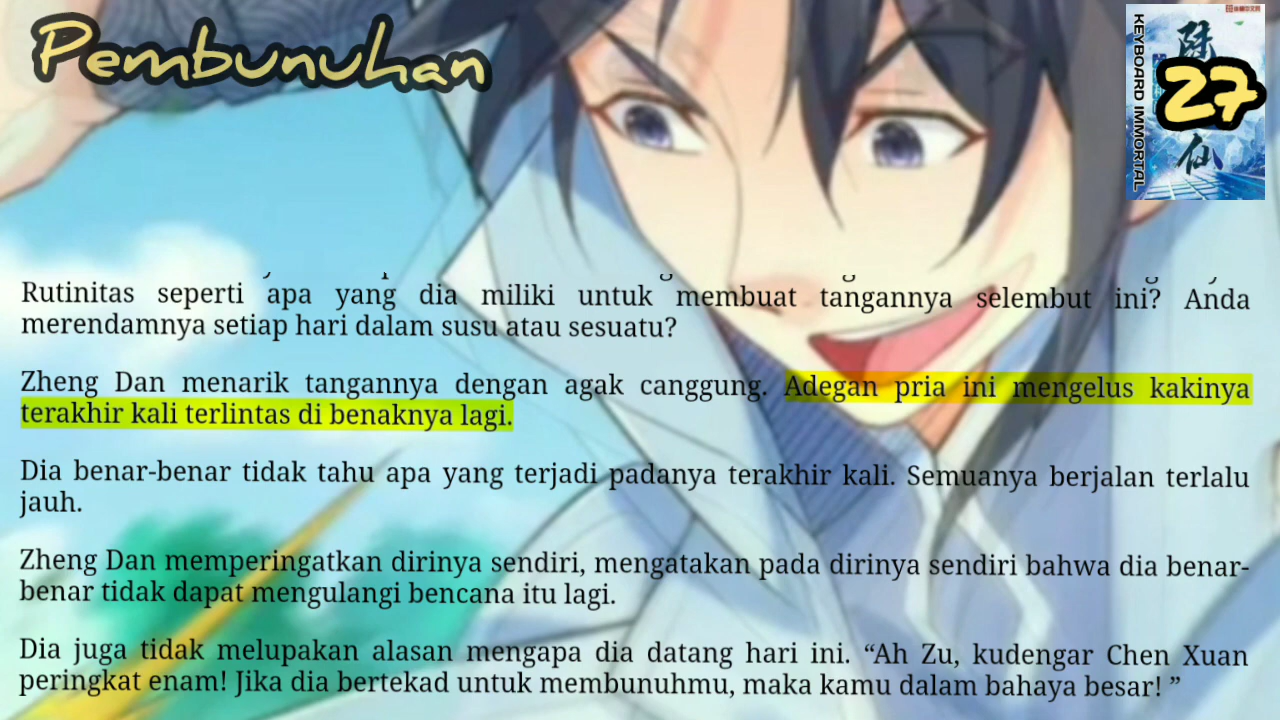 Pembunuhan
KEYBOARD IMMORTAL
27
仙
Rutinitas seperti apa yang dia miliki untuk membuat tangannya selembut ini? Anda
merendamnya setiap hari dalam susu atau sesuatu?
Zheng Dan menarik tangannya dengan agak canggung. Adegan pria ini mengelus kakinya
terakhir kali terlintas di benaknya lagi.
Dia benar-benar tidak tahu apa yang terjadi padanya terakhir kali. Semuanya berjalan terlalu
jauh.
Zheng Dan memperingatkan dirinya sendiri, mengatakan pada dirinya sendiri bahwa dia benar-
benar tidak dapat mengulangi bencana itu lagi.
Dia juga tidak melupakan alasan mengapa dia datang hari ini. “Ah Zu, kudengar Chen Xuan
peringkat enam! Jika dia bertekad untuk membunuhmu, maka kamu dalam bahaya besar! ”